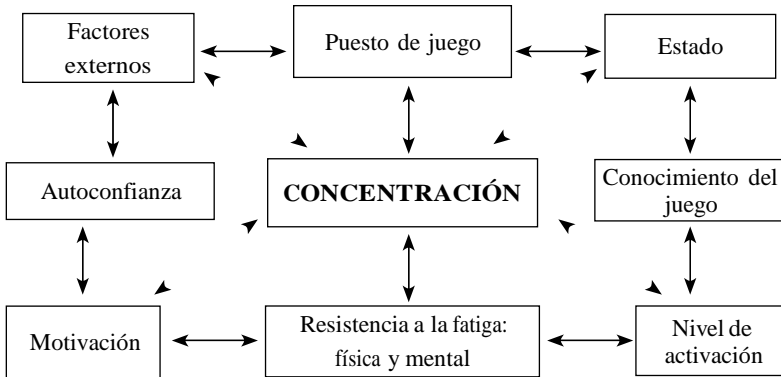 Factores
externos
Puesto de juego
Estado
Autoconfianza
CONCENTRACIÓN
Conocimiento del
juego
Motivación
Resistencia a la fatiga:
física y mental
Nivel de
activación